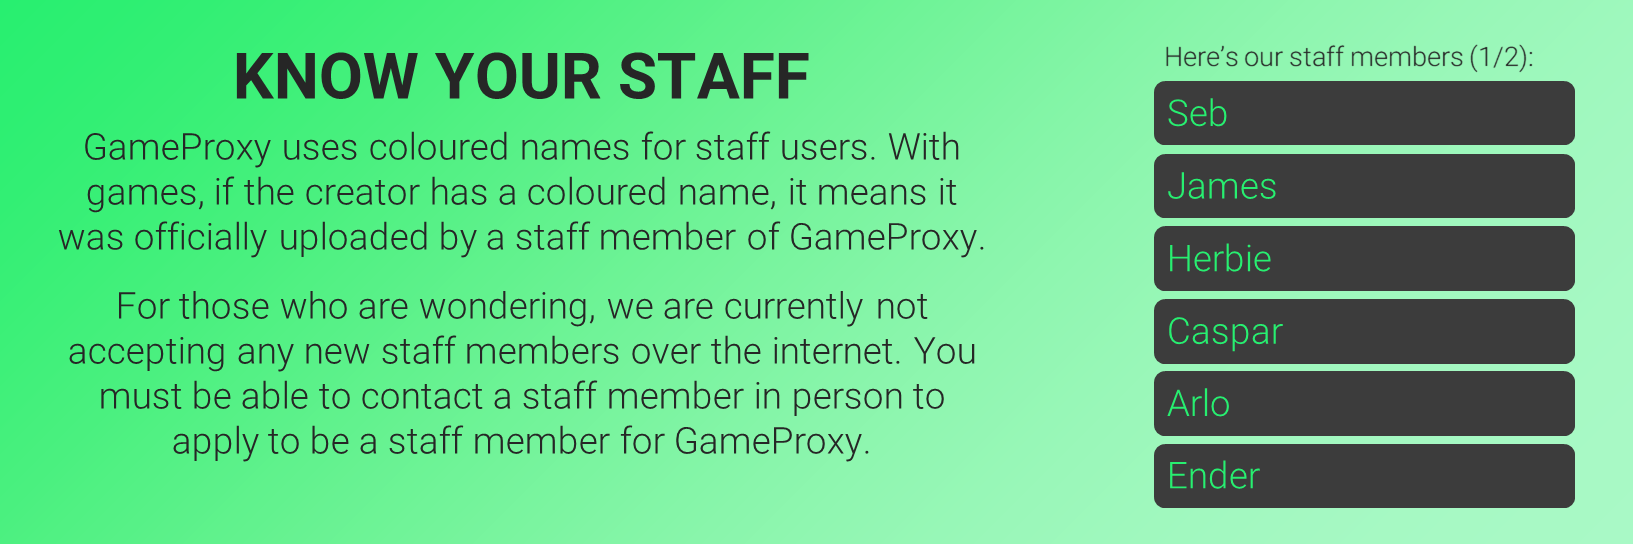 KNOW YOUR STAFF
GameProxy uses coloured names for staff users. With
games, if the creator has a coloured name, it means it
was officially uploaded by a staff member of GameProxy.
For those who are wondering, we are currently not
accepting any new staff members over the internet. You
must be able to contact a staff member in person to
apply to be a staff member for GameProxy.
Here’s our staff members (1/2):
Seb
James
Herbie
Caspar
Arlo
Ender